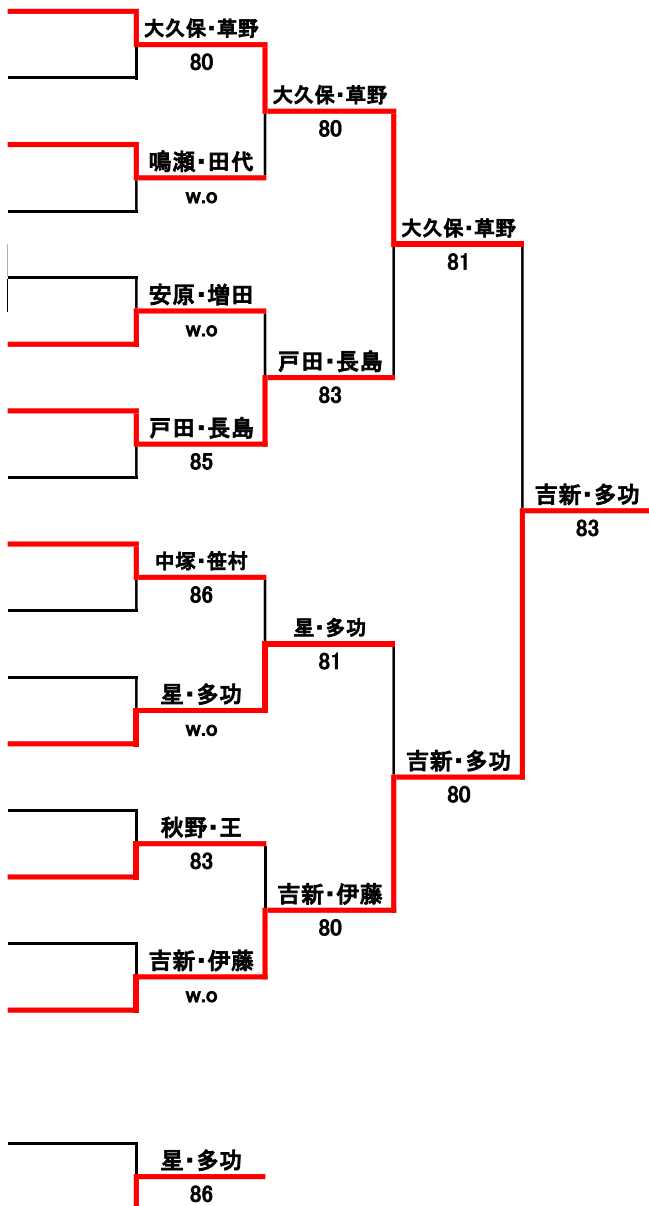 大久保・草野
80
鳴瀬・田代
w.o
安原・増田
w.o
戸田・長島
85
中塚・笹村
86
星・多功
w.o
秋野・王
83
吉新・伊藤
w.o
大久保・草野
80
戸田・長島
83
星・多功
81
吉新・伊藤
80
大久保・草野
81
吉新・多功
80
吉新・多功
83
星・多功
86